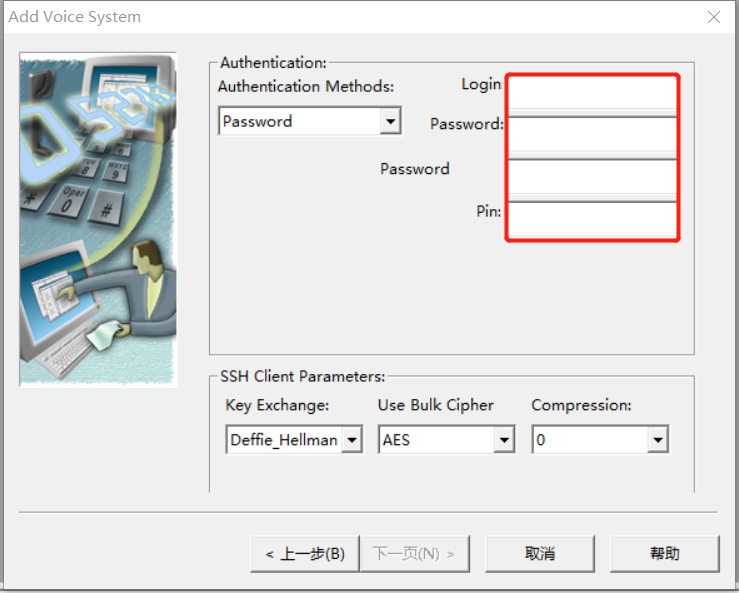 Add Voice System
Authentication:
Authentication Methods:
Login
Password
Password:
Password
Pin:
SSH Client Parameters:
Key Exchange:
Use Bulk Cipher
Compression:
Deffie_Hellman
AES
0
< 上一步(B)
下一页(N) >
取消
帮助